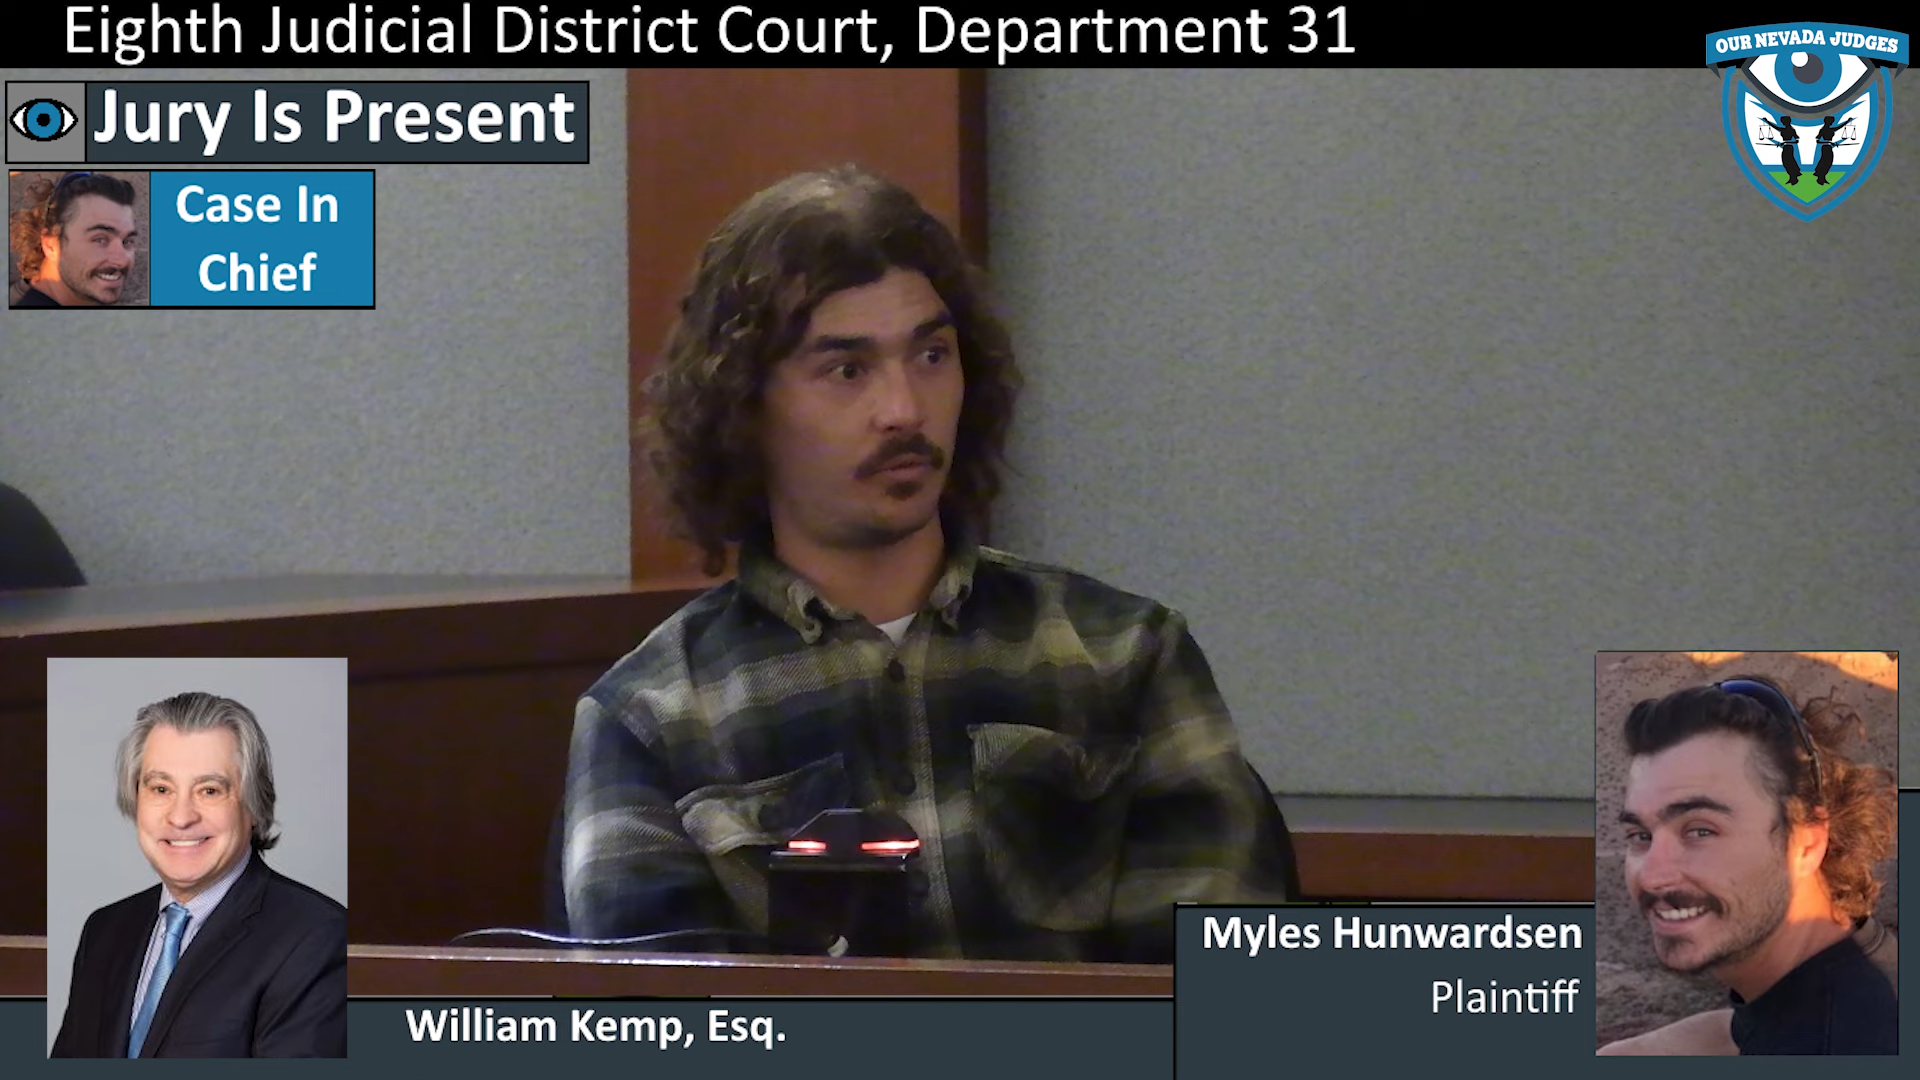 Eighth Judicial District Court, Department 31
OUR NEVADA JUDGES
Jury Is Present
Case In
Chief
Myles Hunwardsen
Plaintiff
William Kemp, Esq.